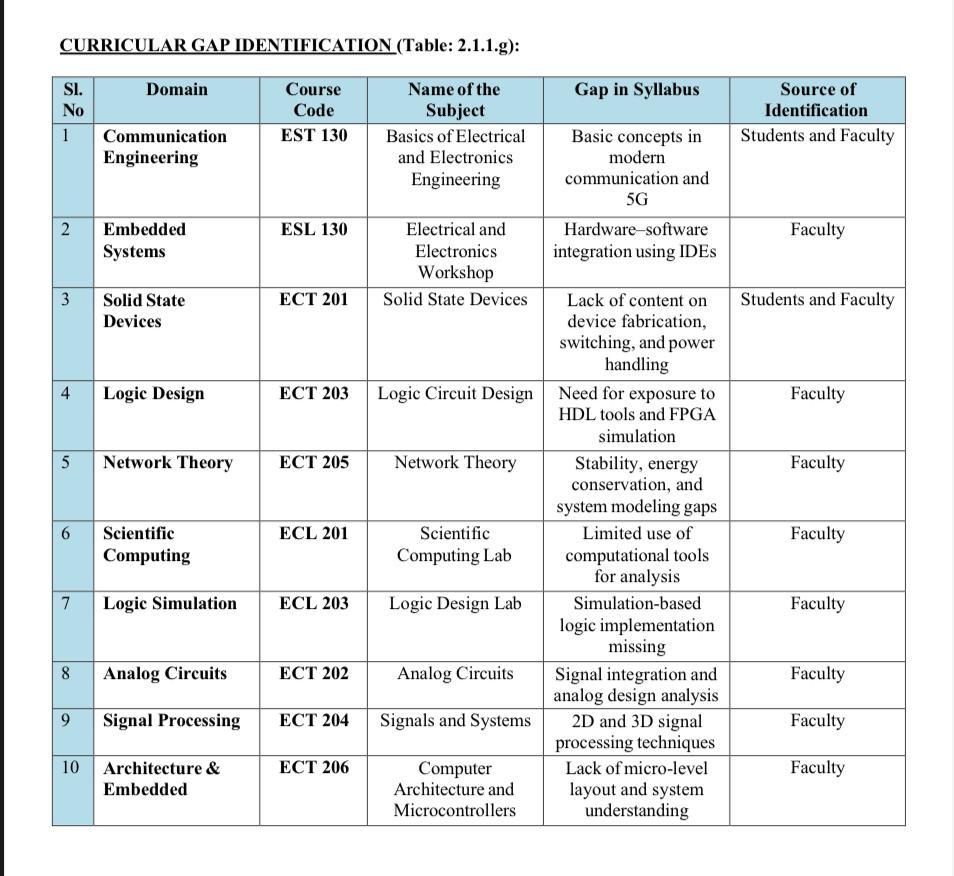 CURRICULAR GAP IDENTIFICATION (Table: 2.1.1.g):
Sl. No | Domain | Course Code | Name of the Subject | Gap in Syllabus | Source of Identification
1 | Communication Engineering | EST 130 | Basics of Electrical and Electronics Engineering | Basic concepts in modern communication and 5G | Students and Faculty
2 | Embedded Systems | ESL 130 | Electrical and Electronics Workshop | Hardware–software integration using IDEs | Faculty
3 | Solid State Devices | ECT 201 | Solid State Devices | Lack of content on device fabrication, switching, and power handling | Students and Faculty
4 | Logic Design | ECT 203 | Logic Circuit Design | Need for exposure to HDL tools and FPGA simulation | Faculty
5 | Network Theory | ECT 205 | Network Theory | Stability, energy conservation, and system modeling gaps | Faculty
6 | Scientific Computing | ECL 201 | Scientific Computing Lab | Limited use of computational tools for analysis | Faculty
7 | Logic Simulation | ECL 203 | Logic Design Lab | Simulation-based logic implementation missing | Faculty
8 | Analog Circuits | ECT 202 | Analog Circuits | Signal integration and analog design analysis | Faculty
9 | Signal Processing | ECT 204 | Signals and Systems | 2D and 3D signal processing techniques | Faculty
10 | Architecture & Embedded | ECT 206 | Computer Architecture and Microcontrollers | Lack of micro-level layout and system understanding | Faculty